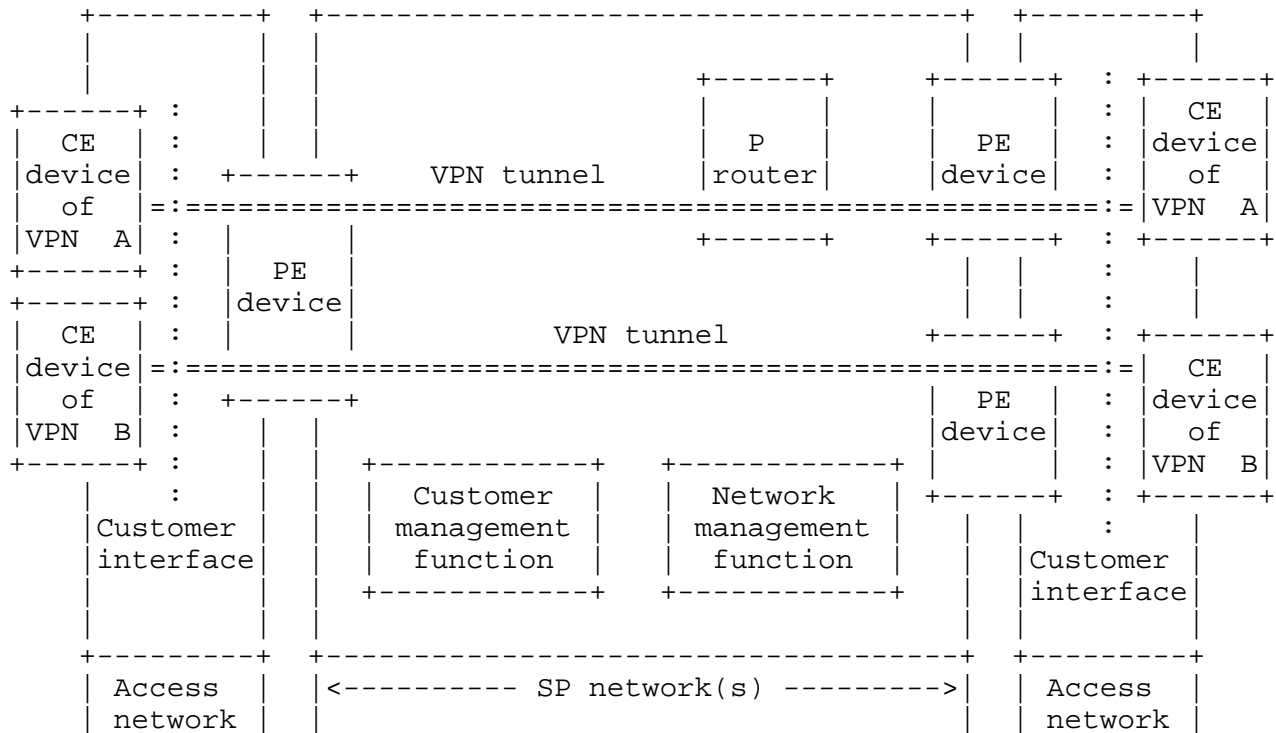 CE device of VPN A
PE device
VPN tunnel
P router
PE device
CE device of VPN A
CE device of VPN B
VPN tunnel
PE device
CE device of VPN B
Customer interface
Customer management function
Network management function
Customer interface
Access network
<---------- SP network(s) ---------->
Access network